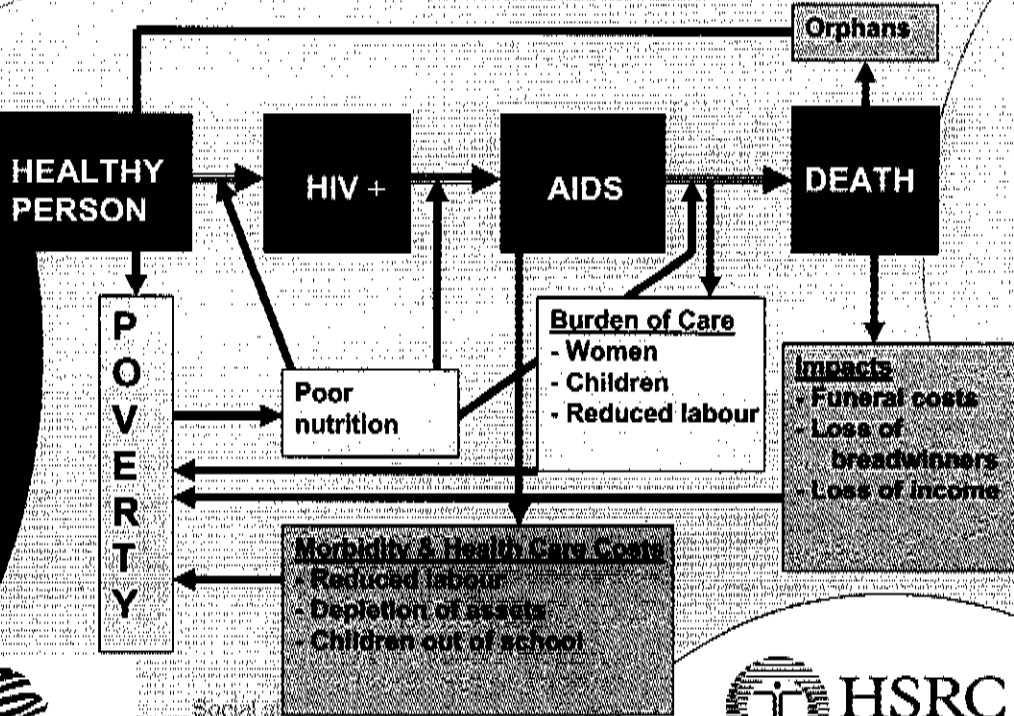 Orphans
HEALTHY
PERSON
HIV +
AIDS
DEATH
POVERTY
Poor
nutrition
Burden of Care
- Women
- Children
- Reduced labour
Impacts
- Funeral costs
- Loss of
breadwinners
- Loss of income
Morbidity & Health Care Costs
- Reduced labour
- Depletion of assets
- Children out of school
Social
HSRC